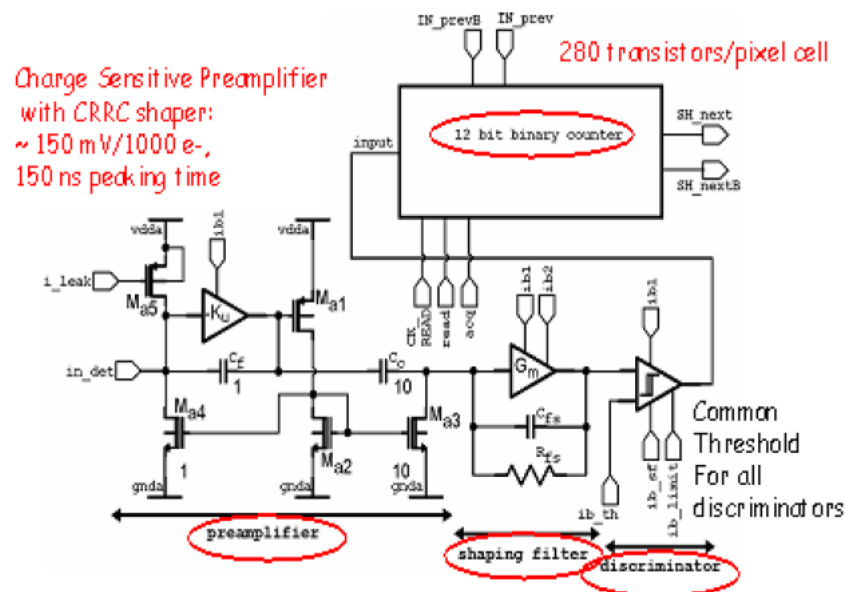 IN_prevB
IN_prev
280 transistors/pixel cell
Charge Sensitive Preamplifier
with CRRC shaper:
~ 150 mV/1000 e-,
150 ns peaking time
12 bit binary counter
input
SH_next
SH_nextB
vdda
ib1
vdda
i_leak
Ma5
-Ku
Ma1
CK_READ
read
acq
ib1
ib2
ib1
in_det
Cf
1
Cc
10
Gm
Ma4
Ma3
Cfs
1
Ma2
10
Rfs
gnda
gnda
gnda
ib_th
ib_sf
ib_limit
Common
Threshold
For all
discriminators
preamplifier
shaping filter
discriminator